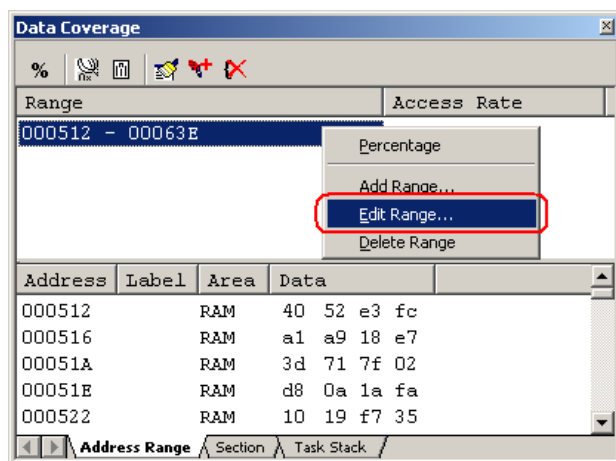 Data Coverage
%
Range Access Rate
000512 - 00063E
Percentage
Add Range...
Edit Range...
Delete Range
Address Label Area Data
000512 RAM 40 52 e3 fc
000516 RAM a1 a9 18 e7
00051A RAM 3d 71 7f 02
00051E RAM d8 0a 1a fa
000522 RAM 10 19 f7 35
Address Range Section Task Stack